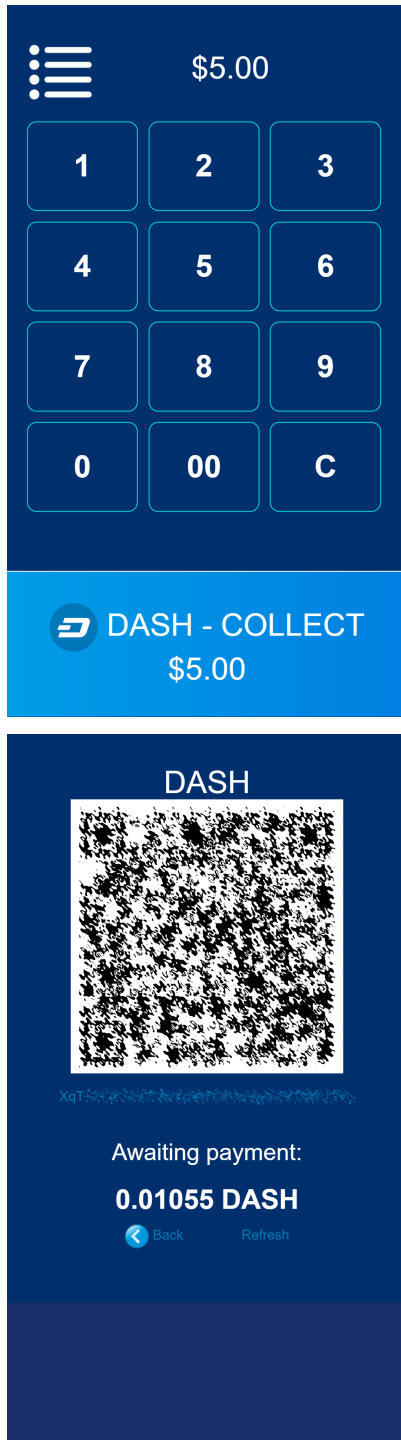 $5.00
1 2 3
4 5 6
7 8 9
0 00 C
DASH - COLLECT
$5.00
DASH
XqT
Awaiting payment:
0.01055 DASH
Back Refresh